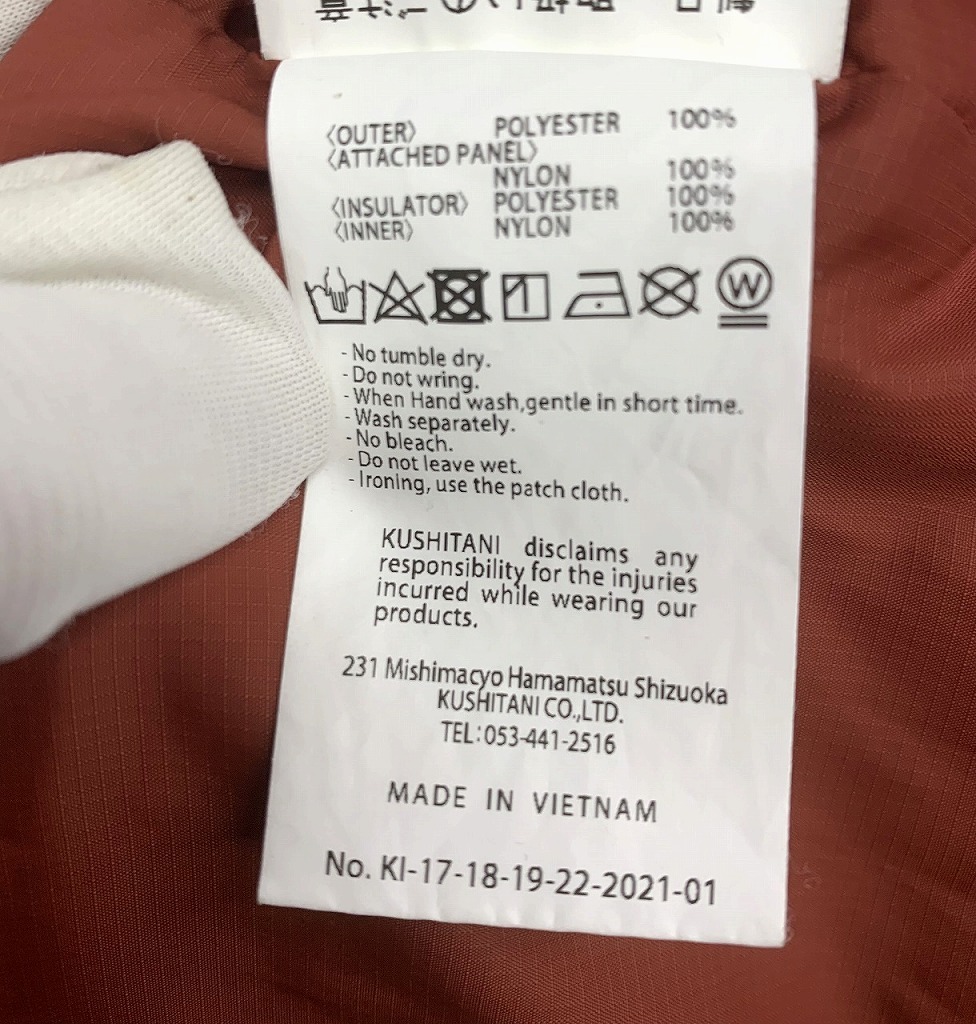 〈OUTER〉 POLYESTER 100%
〈ATTACHED PANEL〉
NYLON 100%
〈INSULATOR〉 POLYESTER 100%
〈INNER〉 NYLON 100%
W
- No tumble dry.
- Do not wring.
- When Hand wash,gentle in short time.
- Wash separately.
- No bleach.
- Do not leave wet.
- Ironing, use the patch cloth.
KUSHITANI disclaims any
responsibility for the injuries
incurred while wearing our
products.
231 Mishimacyo Hamamatsu Shizuoka
KUSHITANI CO.,LTD.
TEL:053-441-2516
MADE IN VIETNAM
No. KI-17-18-19-22-2021-01